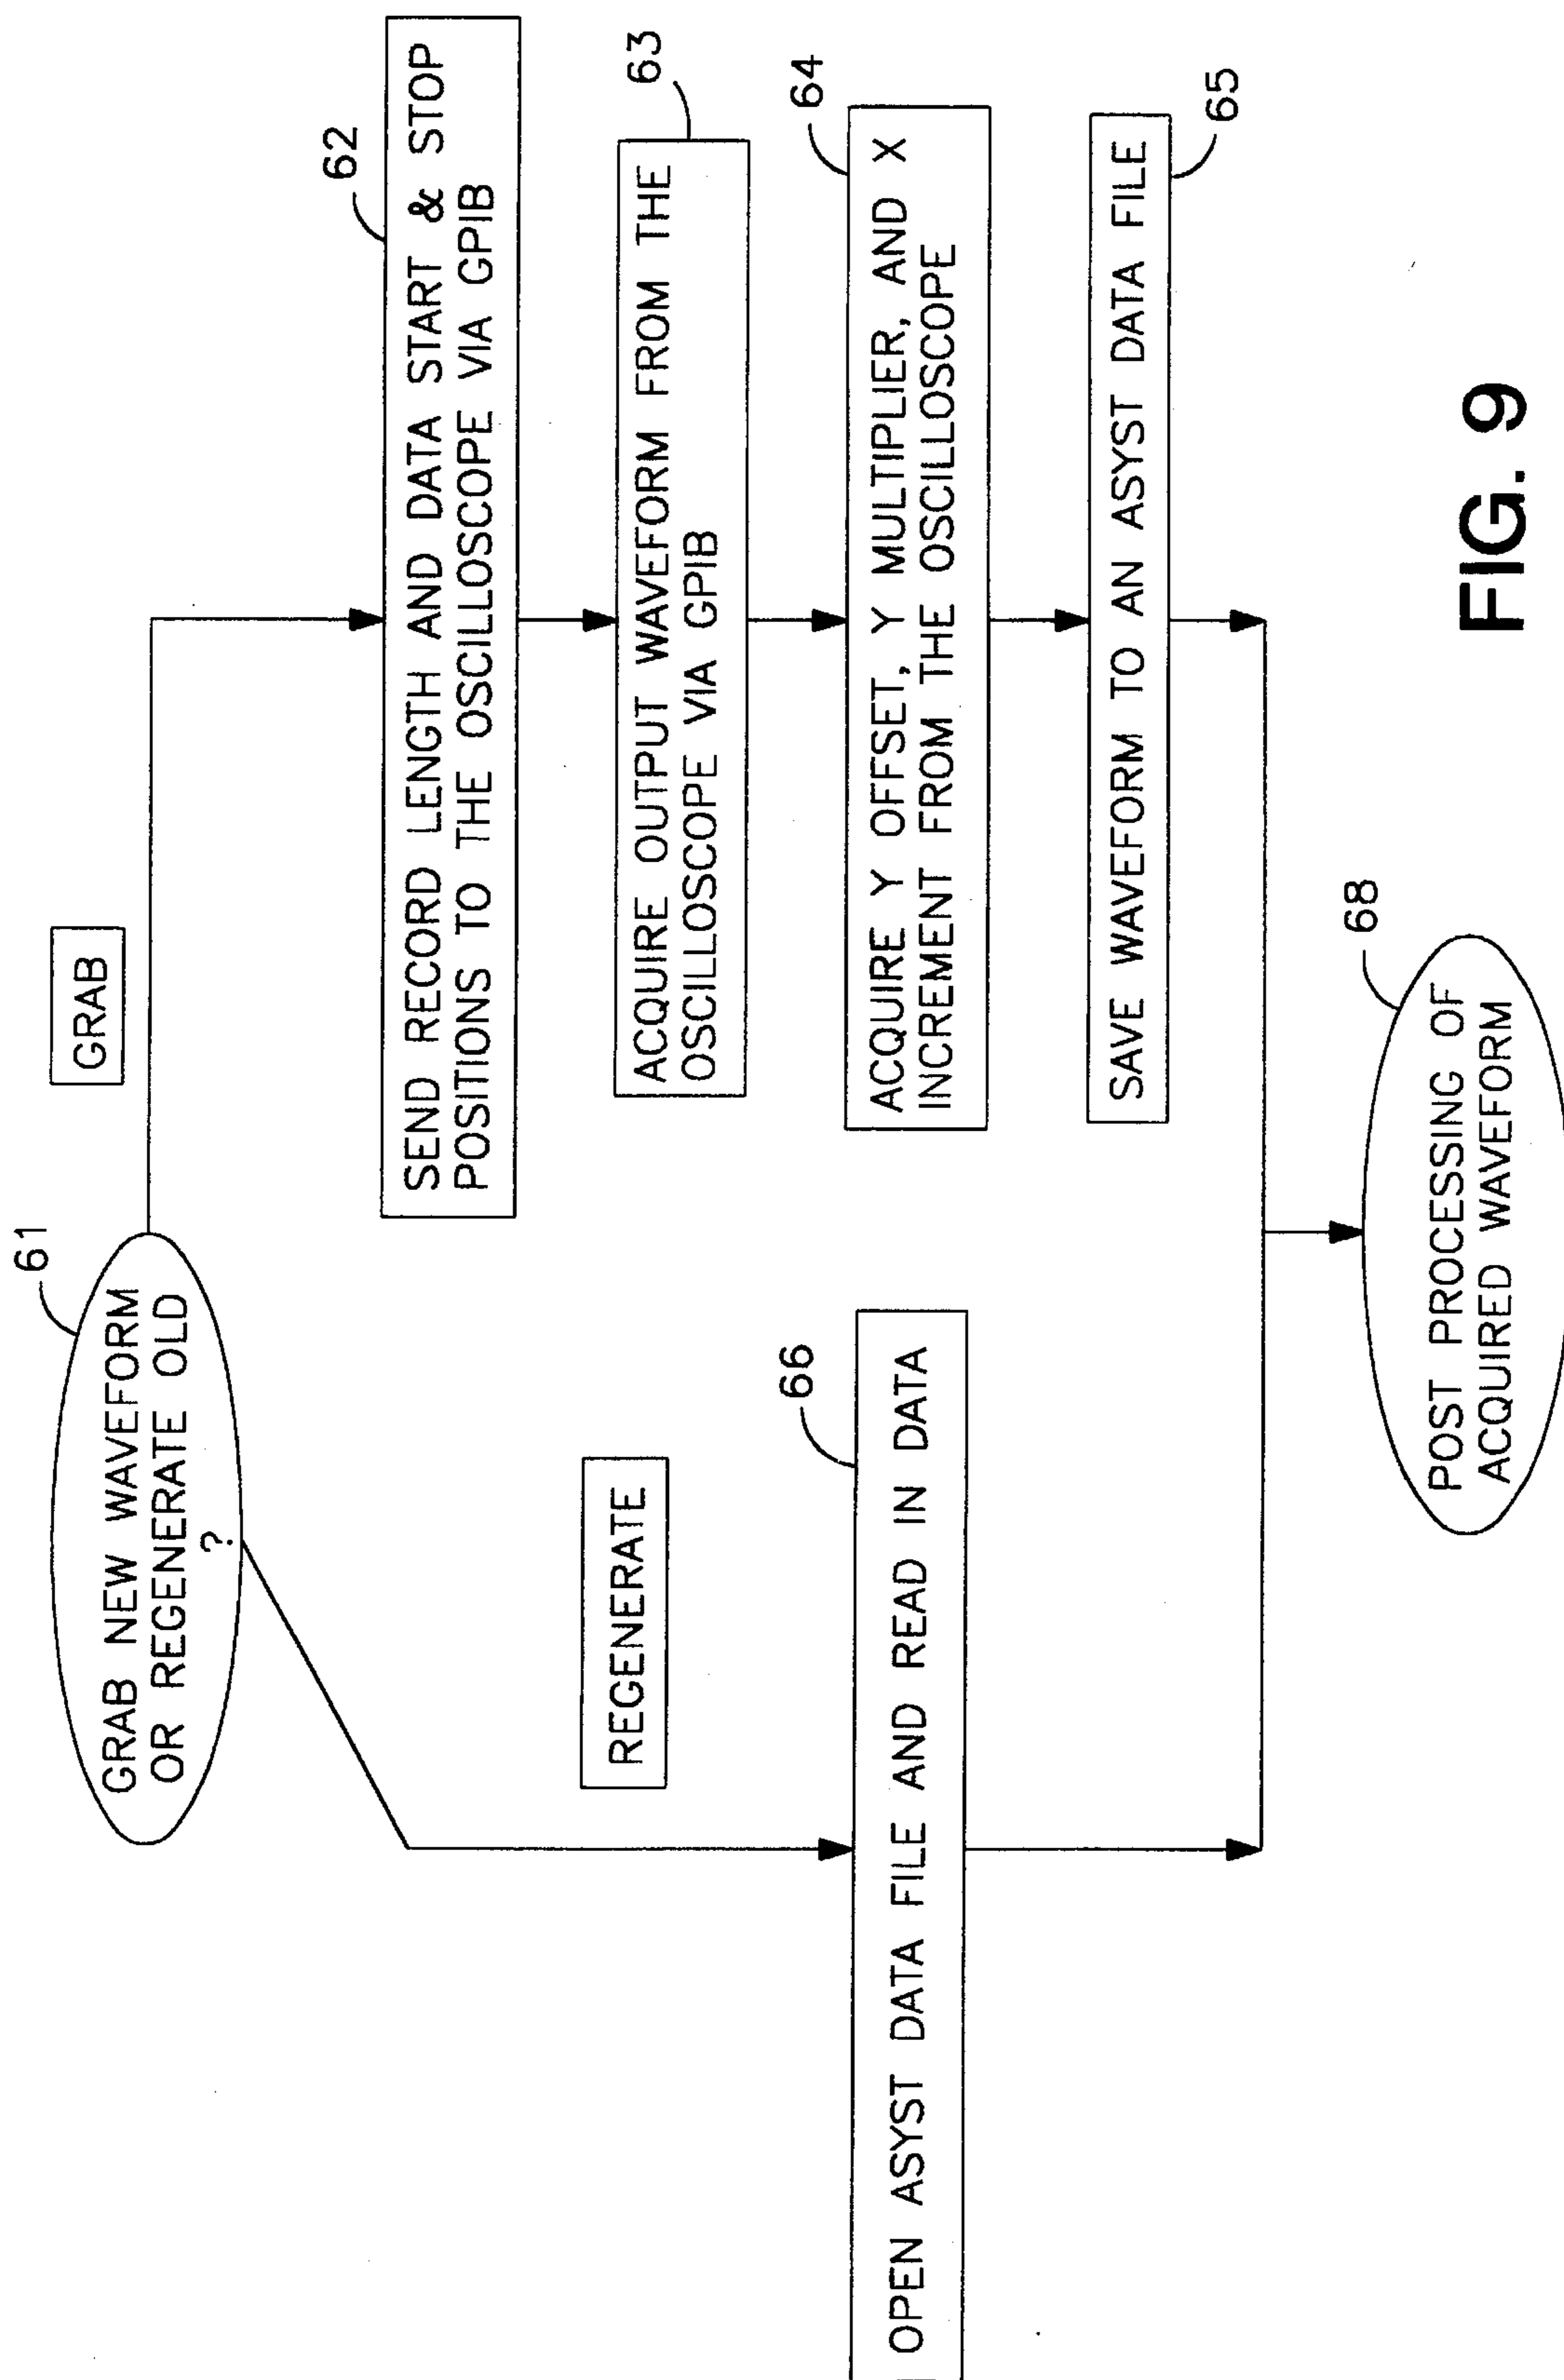 61
GRAB NEW WAVEFORM
OR REGENERATE OLD
?
GRAB
62
SEND RECORD LENGTH AND DATA START & STOP
POSITIONS TO THE OSCILLOSCOPE VIA GPIB
63
ACQUIRE OUTPUT WAVEFORM FROM THE
OSCILLOSCOPE VIA GPIB
64
ACQUIRE Y OFFSET, Y MULTIPLIER, AND X
INCREMENT FROM THE OSCILLOSCOPE
65
SAVE WAVEFORM TO AN ASYST DATA FILE
REGENERATE
66
OPEN ASYST DATA FILE AND READ IN DATA
68
POST PROCESSING OF
ACQUIRED WAVEFORM
FIG. 9